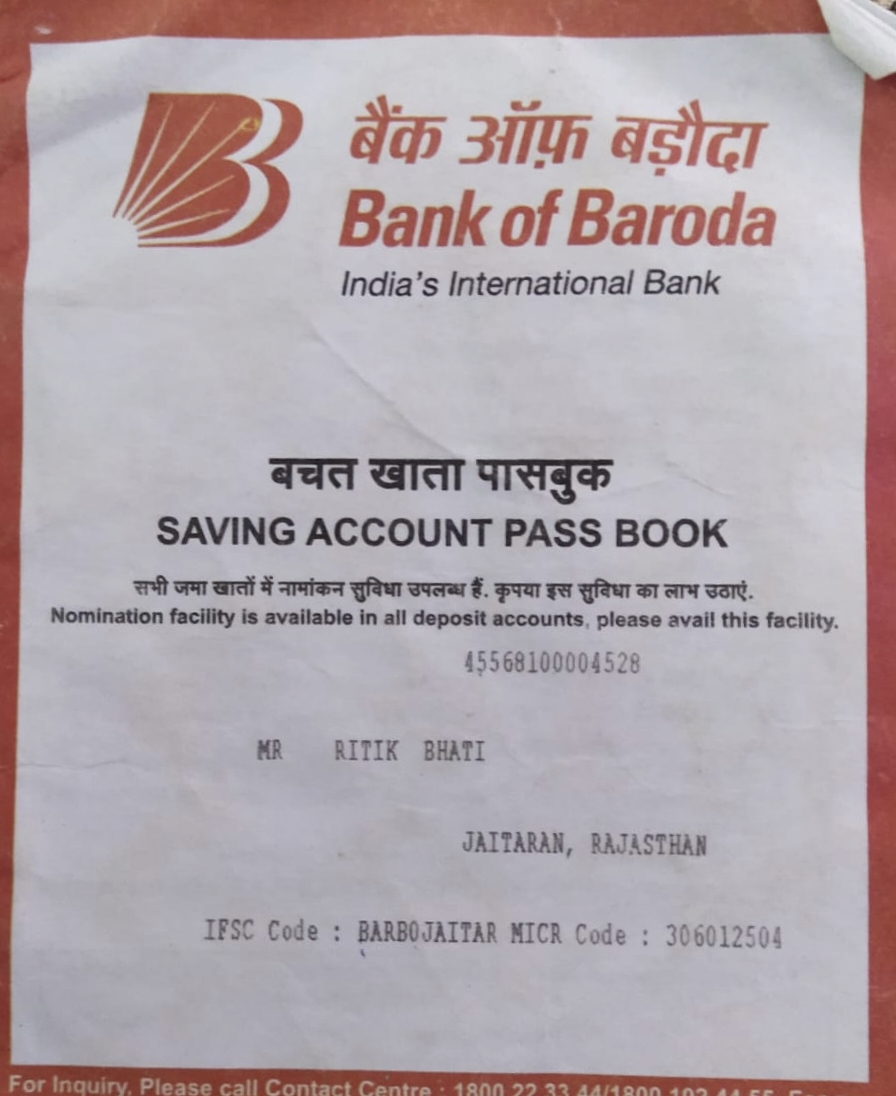 बैंक ऑफ़ बड़ौदा
Bank of Baroda
India's International Bank
बचत खाता पासबुक
SAVING ACCOUNT PASS BOOK
सभी जमा खातों में नामांकन सुविधा उपलब्ध हैं. कृपया इस सुविधा का लाभ उठाएं.
Nomination facility is available in all deposit accounts, please avail this facility.
45568100004528
MR RITIK BHATI
JAITARAN, RAJASTHAN
IFSC Code : BARB0JAITAR MICR Code : 306012504
For Inquiry, Please call Contact Centre : 1800 22 33 44/1800 102 44 55,